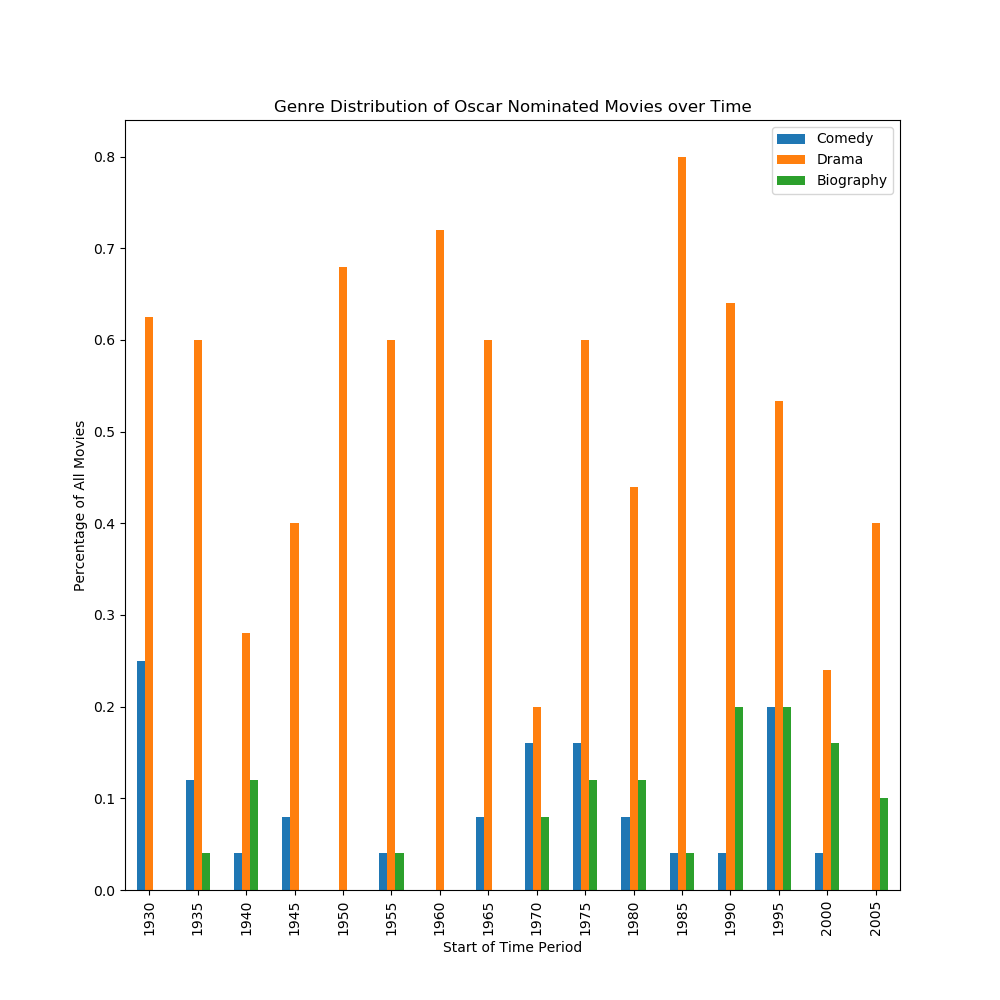 Genre Distribution of Oscar Nominated Movies over Time
Comedy
Drama
Biography
Percentage of All Movies
0.8
0.7
0.6
0.5
0.4
0.3
0.2
0.1
0.0
1930 1935 1940 1945 1950 1955 1960 1965 1970 1975 1980 1985 1990 1995 2000 2005
Start of Time Period